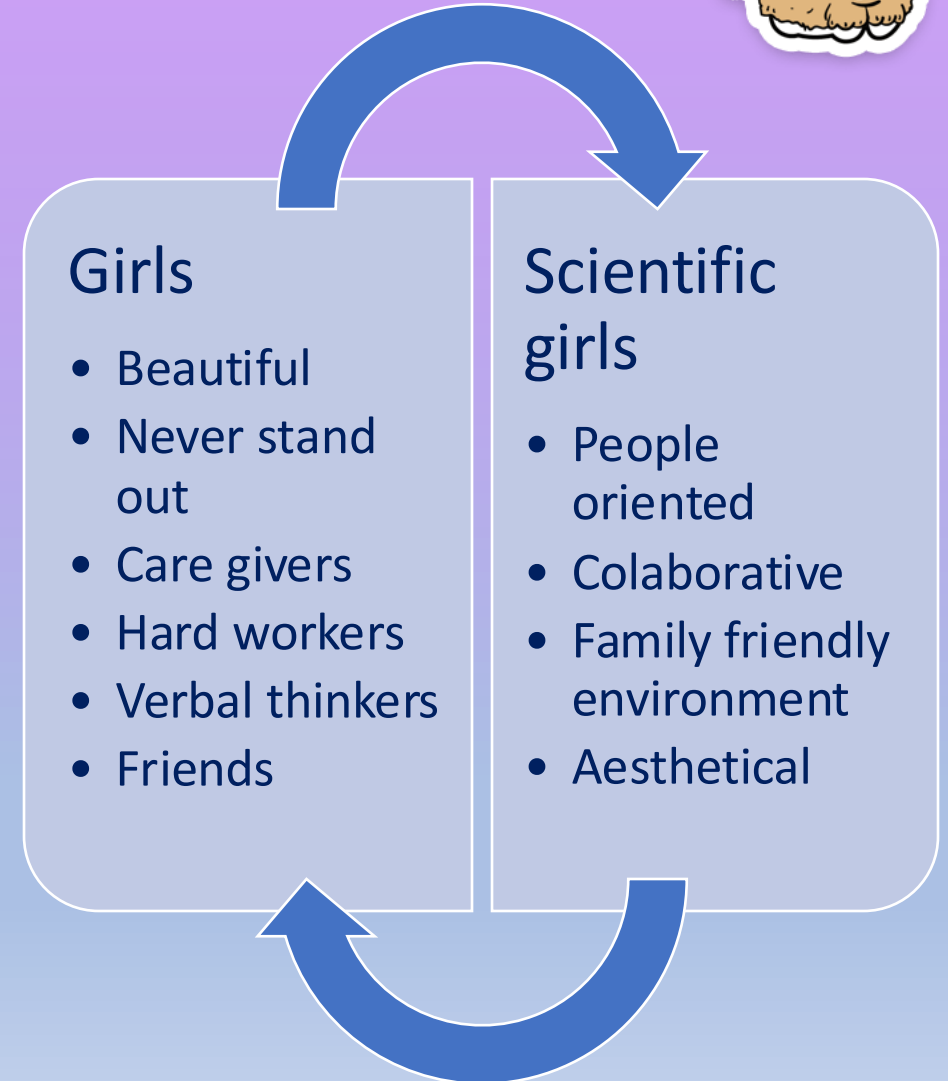 Girls
• Beautiful
• Never stand
out
• Care givers
• Hard workers
• Verbal thinkers
• Friends
Scientific
girls
• People
oriented
• Colaborative
• Family friendly
environment
• Aesthetical